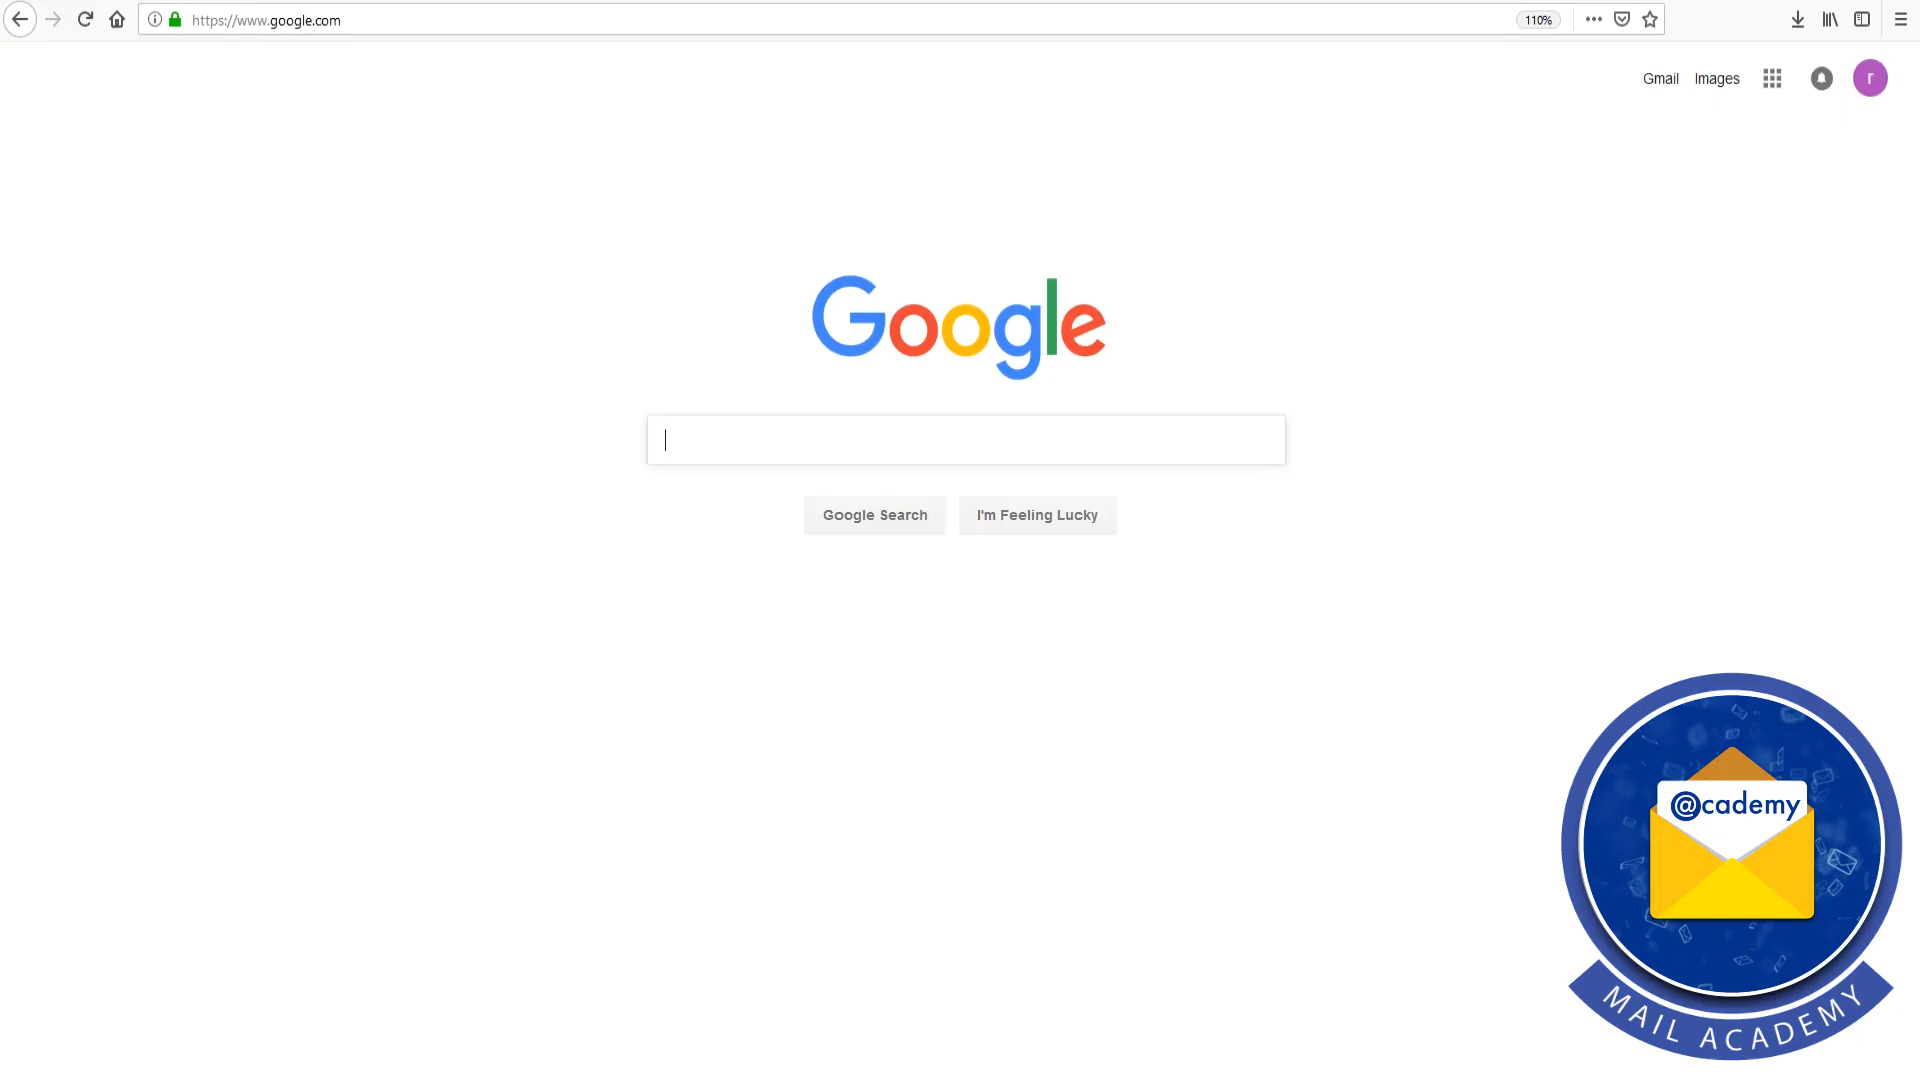 https://www.google.com
110%
Gmail Images
r
Google
Google Search
I'm Feeling Lucky
@cademy
MAIL ACADEMY